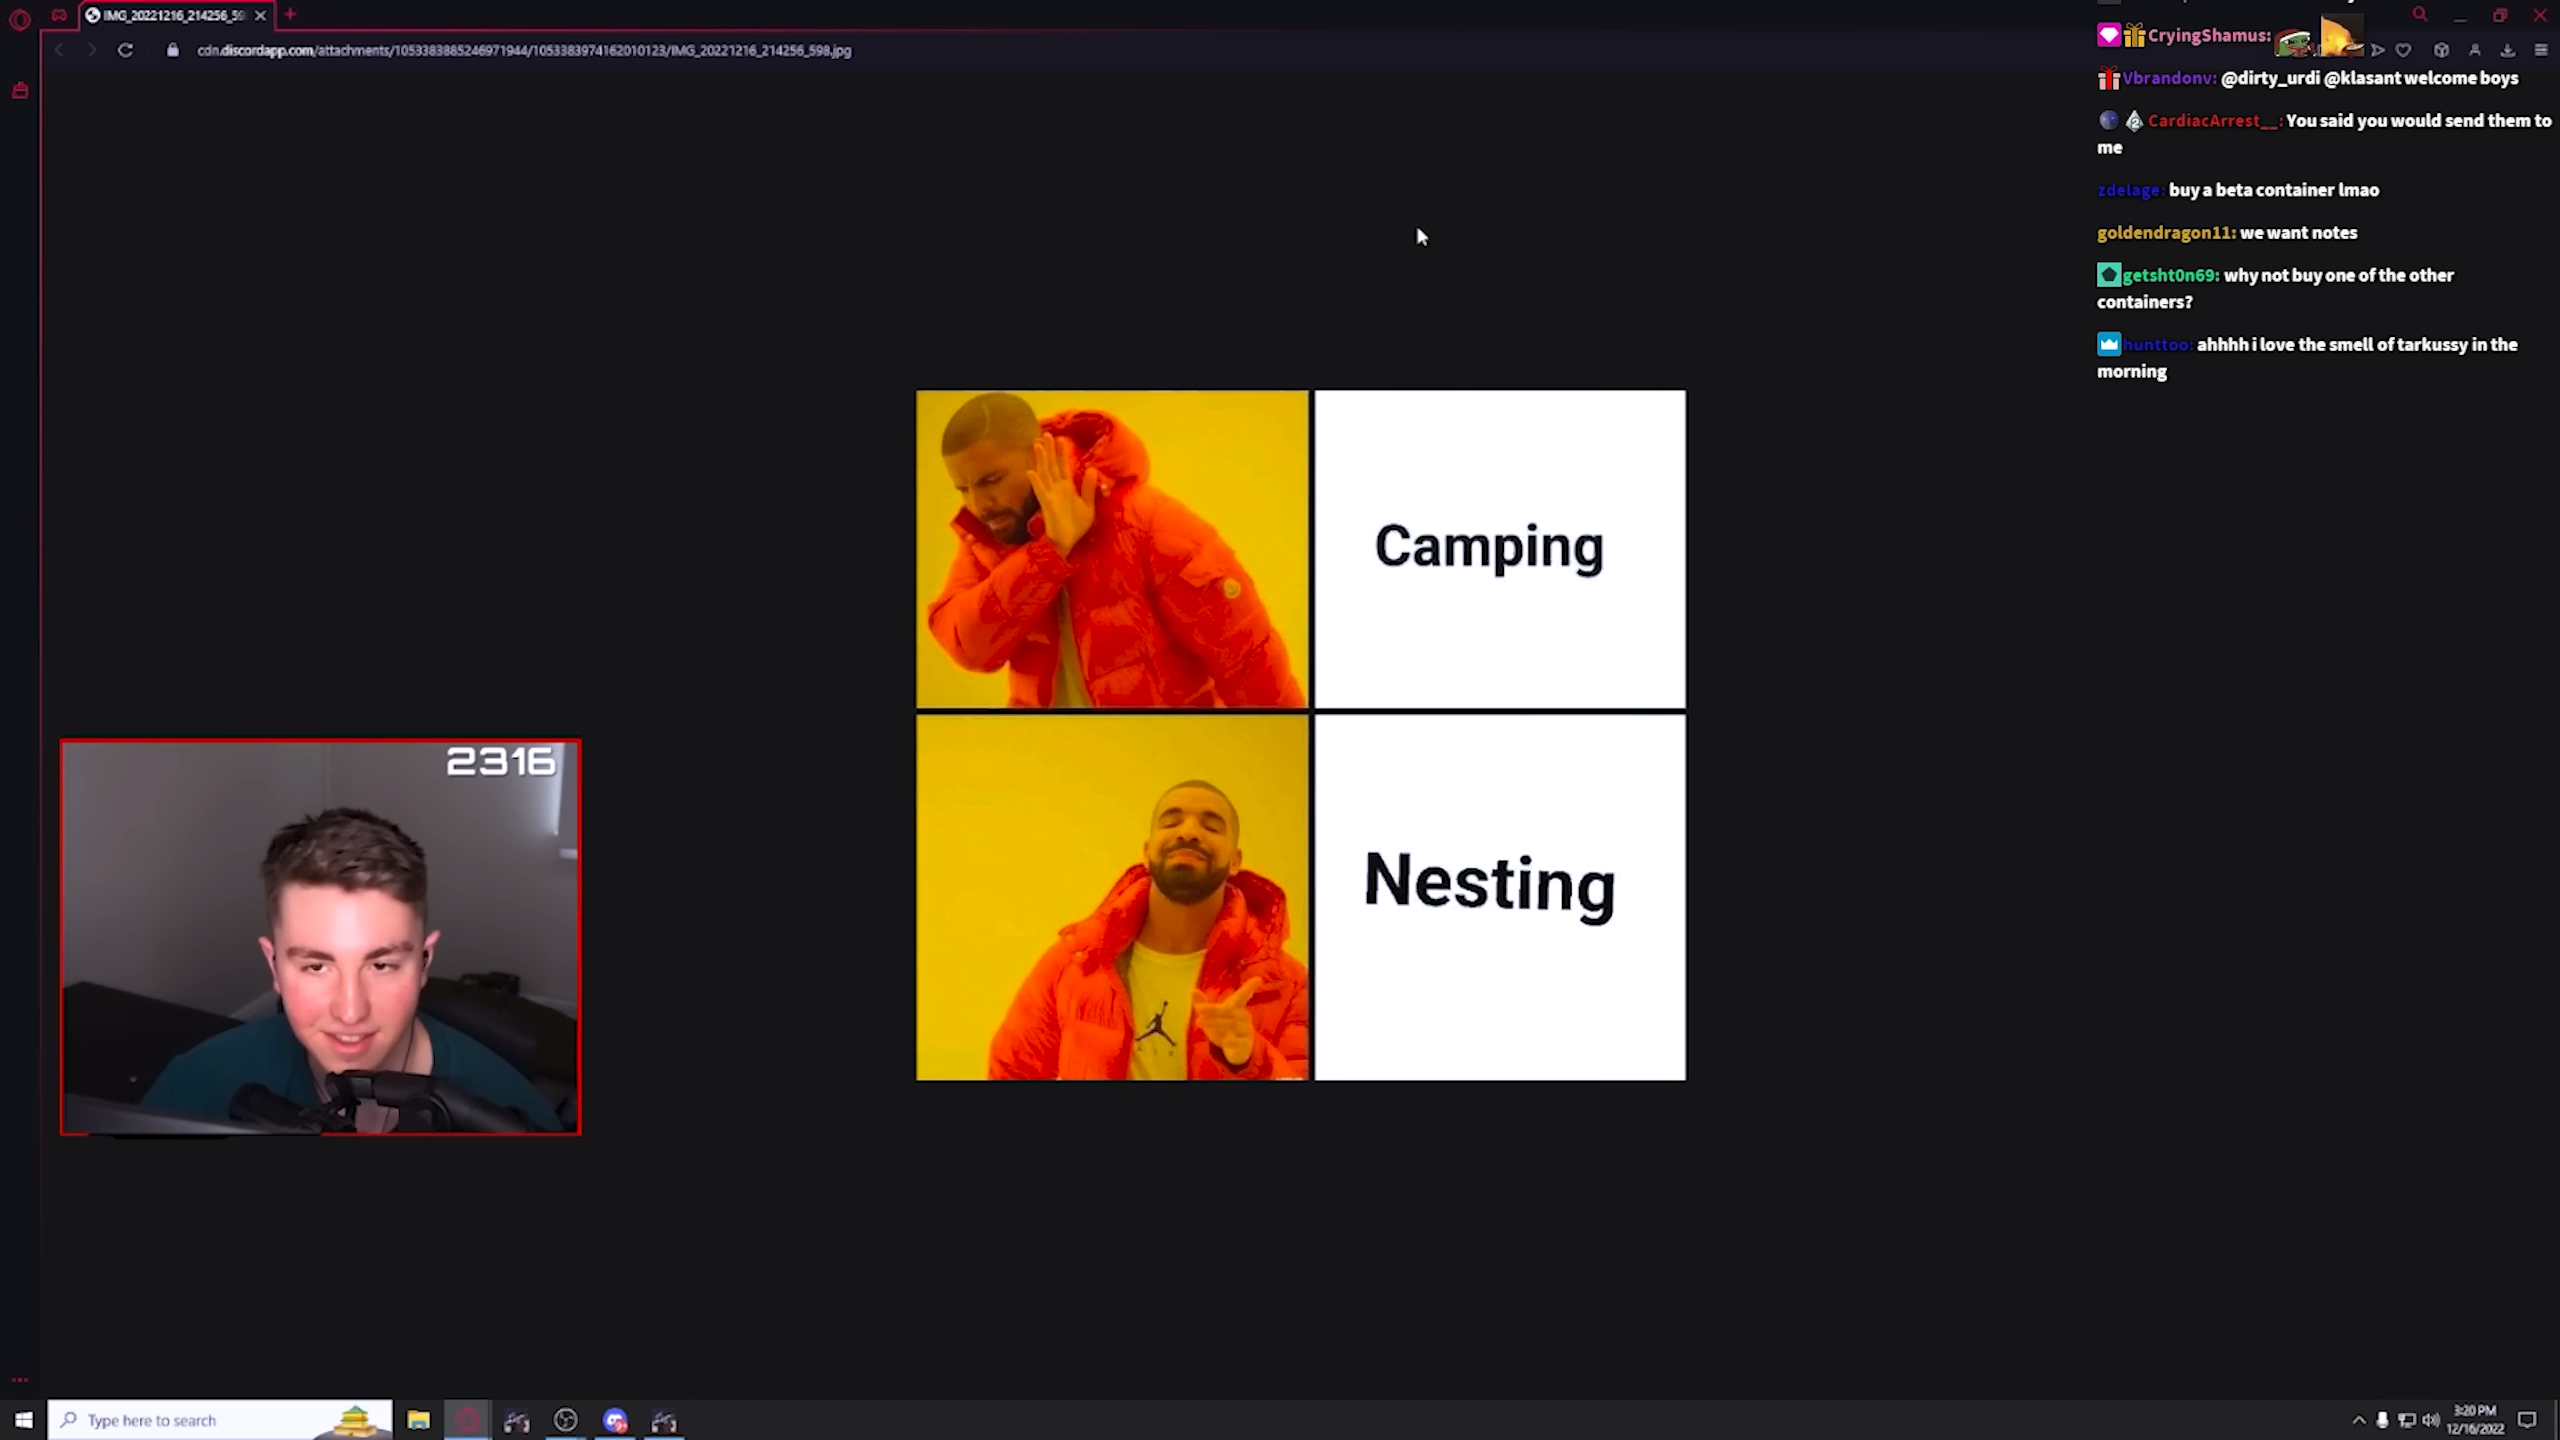 IMG_20221216_214256_59
cdn.discordapp.com/attachments/1053383885246971944/1053383974162010123/IMG_20221216_214256_598.jpg
CryingShamus:
Vbrandonv: @dirty_urdi @klasant welcome boys
CardiacArrest__: You said you would send them to
me
zdelage: buy a beta container lmao
goldendragon11: we want notes
getsht0n69: why not buy one of the other
containers?
hunttoo: ahhhh i love the smell of tarkussy in the
morning
Camping
Nesting
2316
Type here to search
3:20 PM
12/16/2022